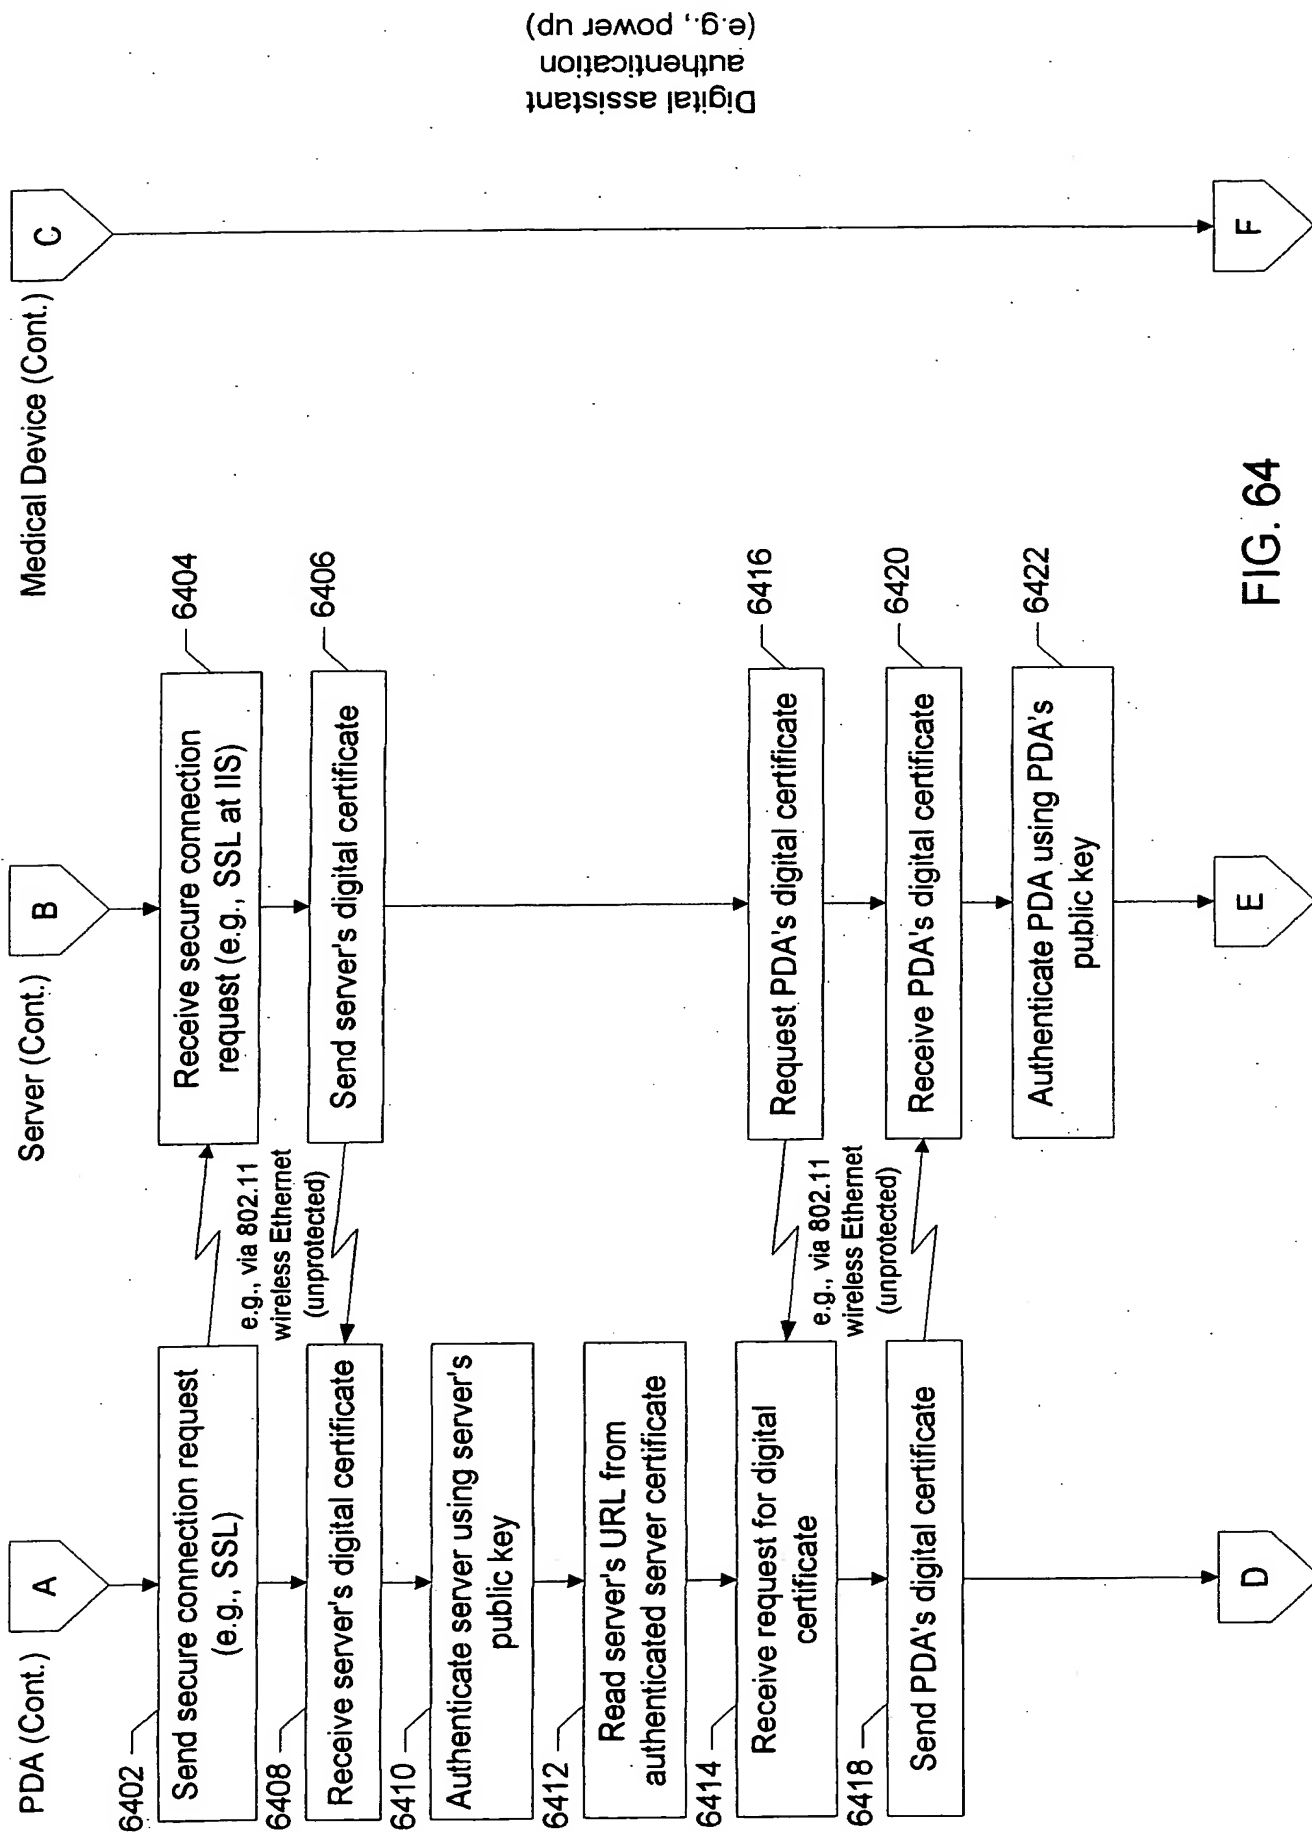 PDA (Cont.)
A
6402
Send secure connection request
(e.g., SSL)
6408
Receive server's digital certificate
6410
Authenticate server using server's
public key
6412
Read server's URL from
authenticated server certificate
6414
Receive request for digital
certificate
6418
Send PDA's digital certificate
D
e.g., via 802.11
wireless Ethernet
(unprotected)
e.g., via 802.11
wireless Ethernet
(unprotected)
Server (Cont.)
B
Receive secure connection
request (e.g., SSL at IIS)
6404
Send server's digital certificate
6406
Request PDA's digital certificate
6416
Receive PDA's digital certificate
6420
Authenticate PDA using PDA's
public key
6422
E
Medical Device (Cont.)
C
F
Digital assistant
authentication
(e.g., power up)
FIG. 64